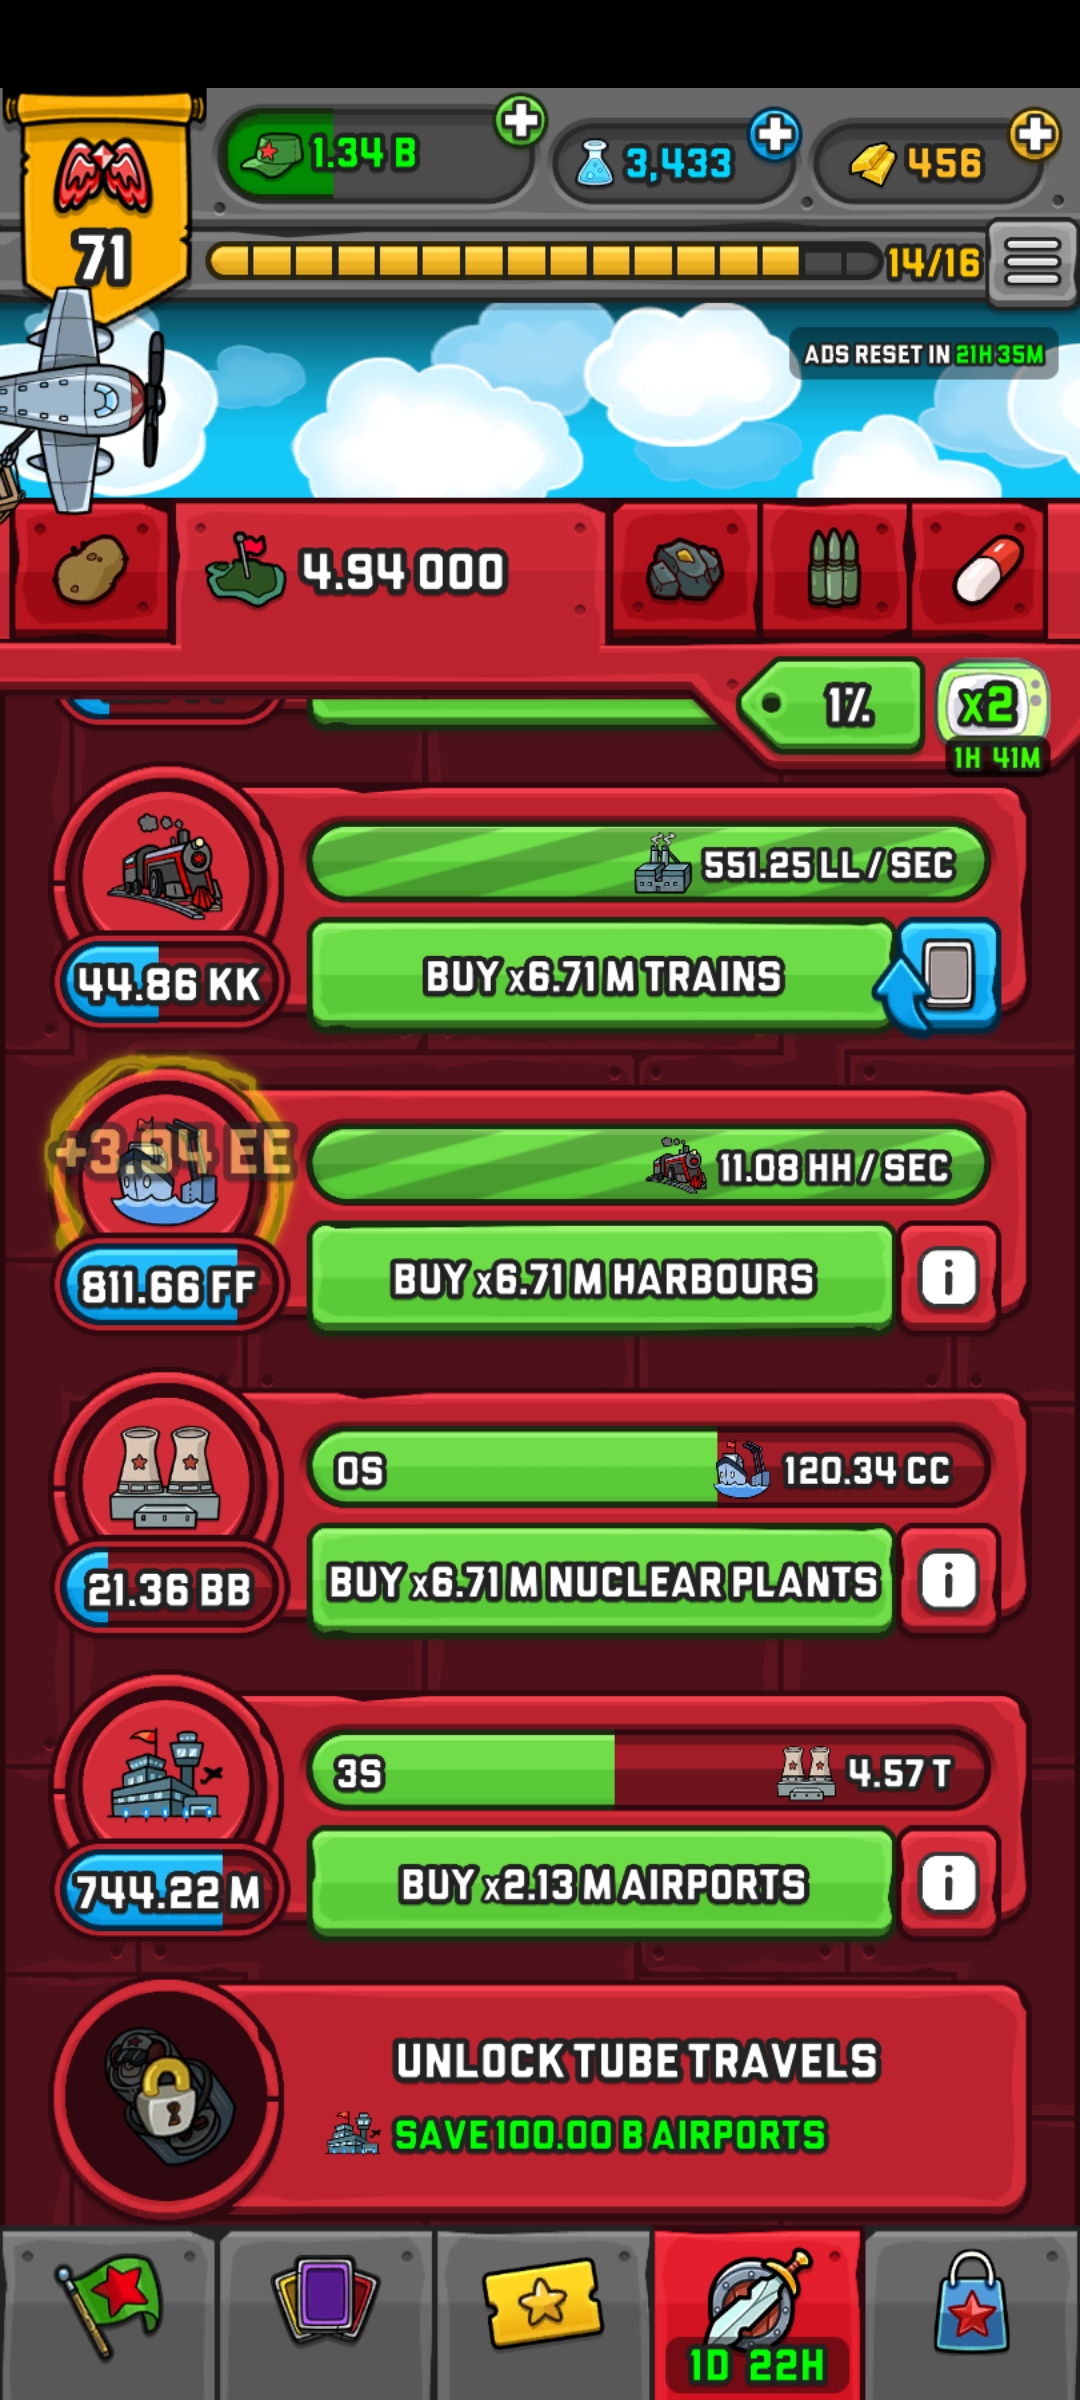 1.34 B
3,433
456
71
14/16
ADS RESET IN 21H 35M
4.94 000
1%
x2
1H 41M
551.25 LL / SEC
44.86 KK
BUY x6.71 M TRAINS
+3.94 EE
11.08 HH / SEC
811.66 FF
BUY x6.71 M HARBOURS
i
0S
120.34 CC
21.36 BB
BUY x6.71 M NUCLEAR PLANTS
i
3S
4.57 T
744.22 M
BUY x2.13 M AIRPORTS
i
UNLOCK TUBE TRAVELS
SAVE 100.00 B AIRPORTS
1D 22H